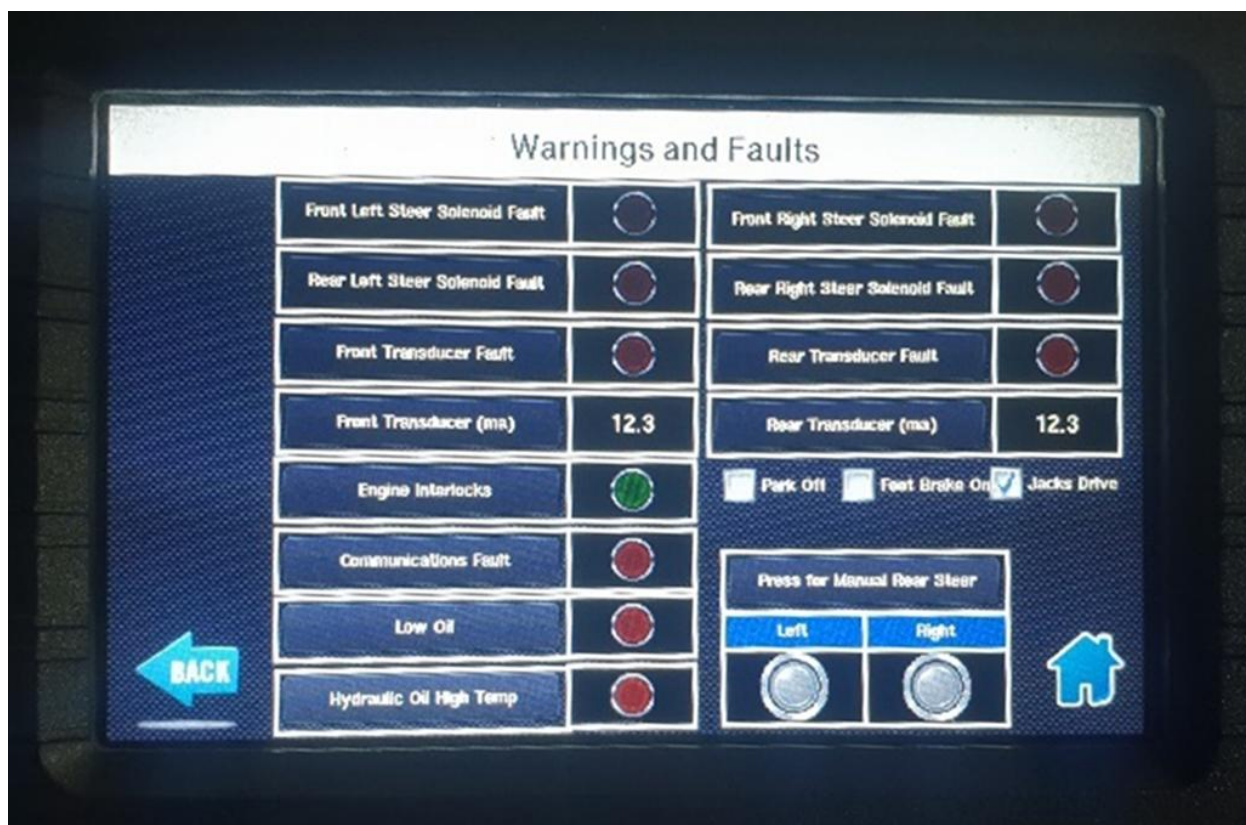 Warnings and Faults
Front Left Steer Solenoid Fault
Front Right Steer Solenoid Fault
Rear Left Steer Solenoid Fault
Rear Right Steer Solenoid Fault
Front Transducer Fault
Rear Transducer Fault
Front Transducer (ma) 12.3
Rear Transducer (ma) 12.3
Engine Interlocks
Park Off
Foot Brake On
Jacks Drive
Communications Fault
Press for Manual Rear Steer
Low Oil
Left
Right
BACK
Hydraulic Oil High Temp